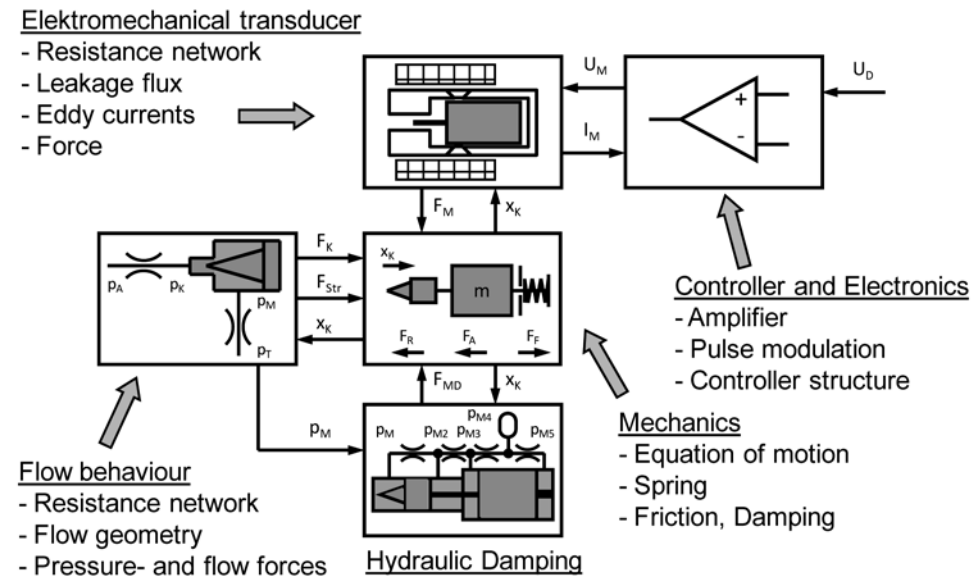 Elektromechanical transducer
- Resistance network
- Leakage flux
- Eddy currents
- Force
U_M
U_D
+
-
I_M
F_M
x_K
F_K
x_K
p_A
p_K
F_Str
m
p_M
x_K
p_T
F_R
F_A
F_F
Controller and Electronics
- Amplifier
- Pulse modulation
- Controller structure
F_MD
x_K
p_M
p_M
p_M2
p_M3
p_M4
p_M5
Mechanics
- Equation of motion
- Spring
- Friction, Damping
Flow behaviour
- Resistance network
- Flow geometry
- Pressure- and flow forces
Hydraulic Damping